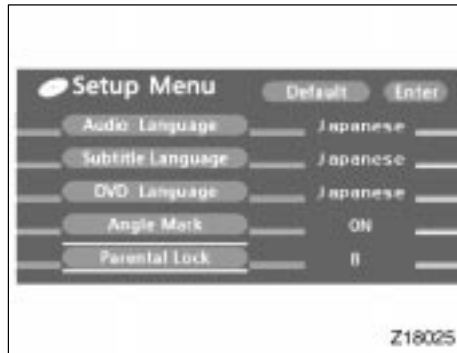 Setup Menu Default Enter
Audio Language Japanese
Subtitle Language Japanese
DVD Language Japanese
Angle Mark ON
Parental Lock 8
Z18025